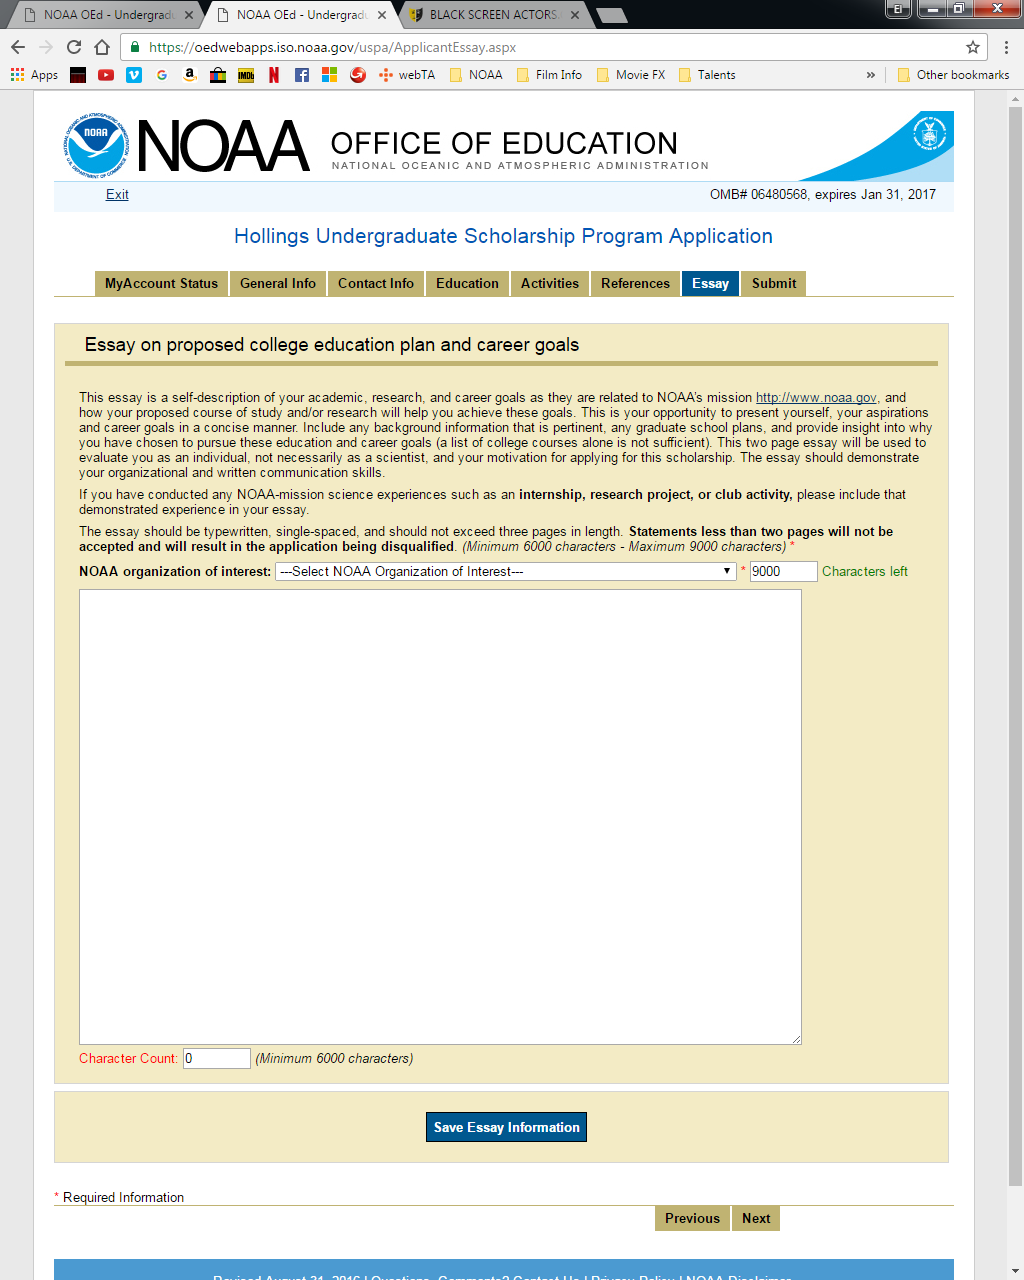 NOAA OEd - Undergradu
NOAA OEd - Undergradu
BLACK SCREEN ACTORS
EI
https://oedwebapps.iso.noaa.gov/uspa/ApplicantEssay.aspx
Apps
webTA
NOAA
Film Info
Movie FX
Talents
»
Other bookmarks
NOAA
NOAA
OFFICE OF EDUCATION
NATIONAL OCEANIC AND ATMOSPHERIC ADMINISTRATION
Exit
OMB# 06480568, expires Jan 31, 2017
Hollings Undergraduate Scholarship Program Application
MyAccount Status
General Info
Contact Info
Education
Activities
References
Essay
Submit
Essay on proposed college education plan and career goals
This essay is a self-description of your academic, research, and career goals as they are related to NOAA's mission http://www.noaa.gov, and
how your proposed course of study and/or research will help you achieve these goals. This is your opportunity to present yourself, your aspirations
and career goals in a concise manner. Include any background information that is pertinent, any graduate school plans, and provide insight into why
you have chosen to pursue these education and career goals (a list of college courses alone is not sufficient). This two page essay will be used to
evaluate you as an individual, not necessarily as a scientist, and your motivation for applying for this scholarship. The essay should demonstrate
your organizational and written communication skills.
If you have conducted any NOAA-mission science experiences such as an internship, research project, or club activity, please include that
demonstrated experience in your essay.
The essay should be typewritten, single-spaced, and should not exceed three pages in length. Statements less than two pages will not be
accepted and will result in the application being disqualified. (Minimum 6000 characters - Maximum 9000 characters) *
NOAA organization of interest: ---Select NOAA Organization of Interest--- * 9000 Characters left
Character Count: 0 (Minimum 6000 characters)
Save Essay Information
* Required Information
Previous
Next